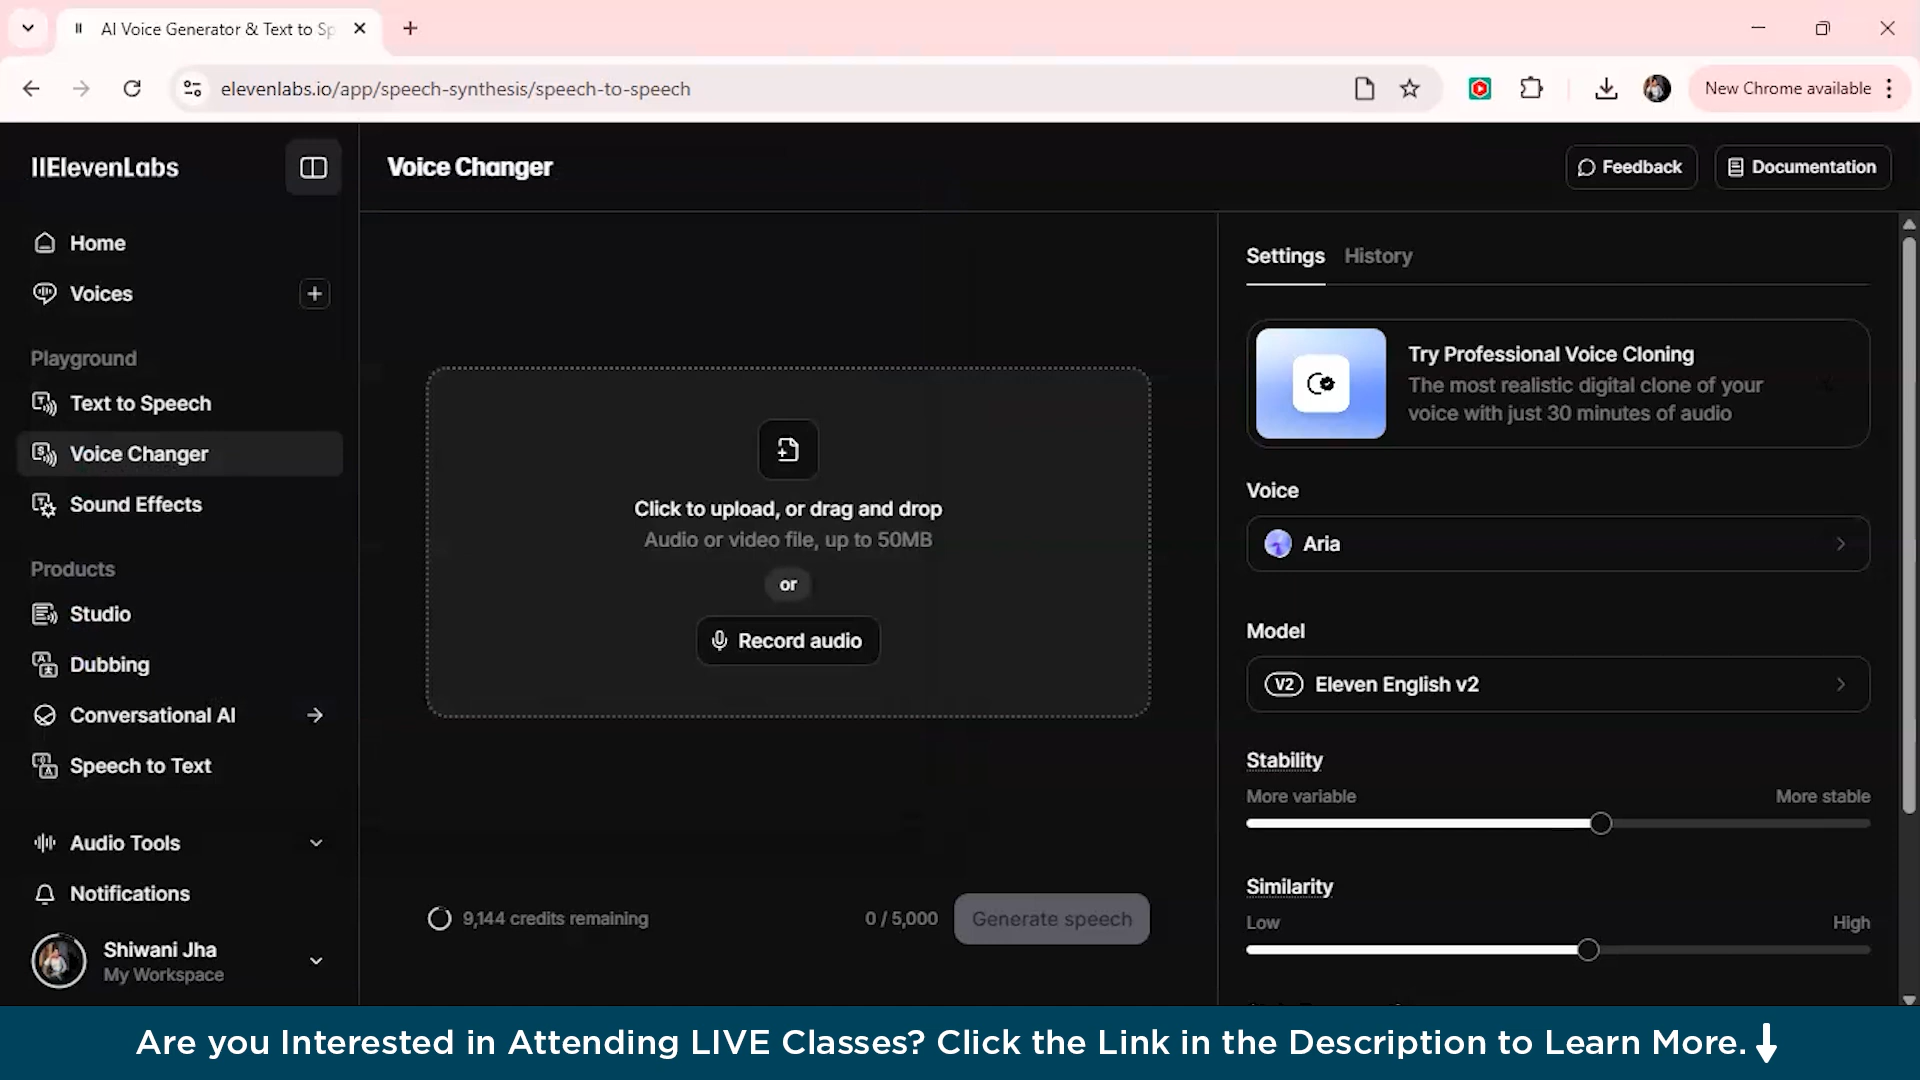 AI Voice Generator & Text to Sp
elevenlabs.io/app/speech-synthesis/speech-to-speech
New Chrome available
IIElevenLabs
Voice Changer
Feedback
Documentation
Home
Voices
Playground
Text to Speech
Voice Changer
Sound Effects
Products
Studio
Dubbing
Conversational AI
Speech to Text
Audio Tools
Notifications
Shiwani Jha
My Workspace
Click to upload, or drag and drop
Audio or video file, up to 50MB
or
Record audio
9,144 credits remaining
0 / 5,000
Generate speech
Settings
History
Try Professional Voice Cloning
The most realistic digital clone of your
voice with just 30 minutes of audio
Voice
Aria
Model
V2 Eleven English v2
Stability
More variable
More stable
Similarity
Low
High
Are you Interested in Attending LIVE Classes? Click the Link in the Description to Learn More.